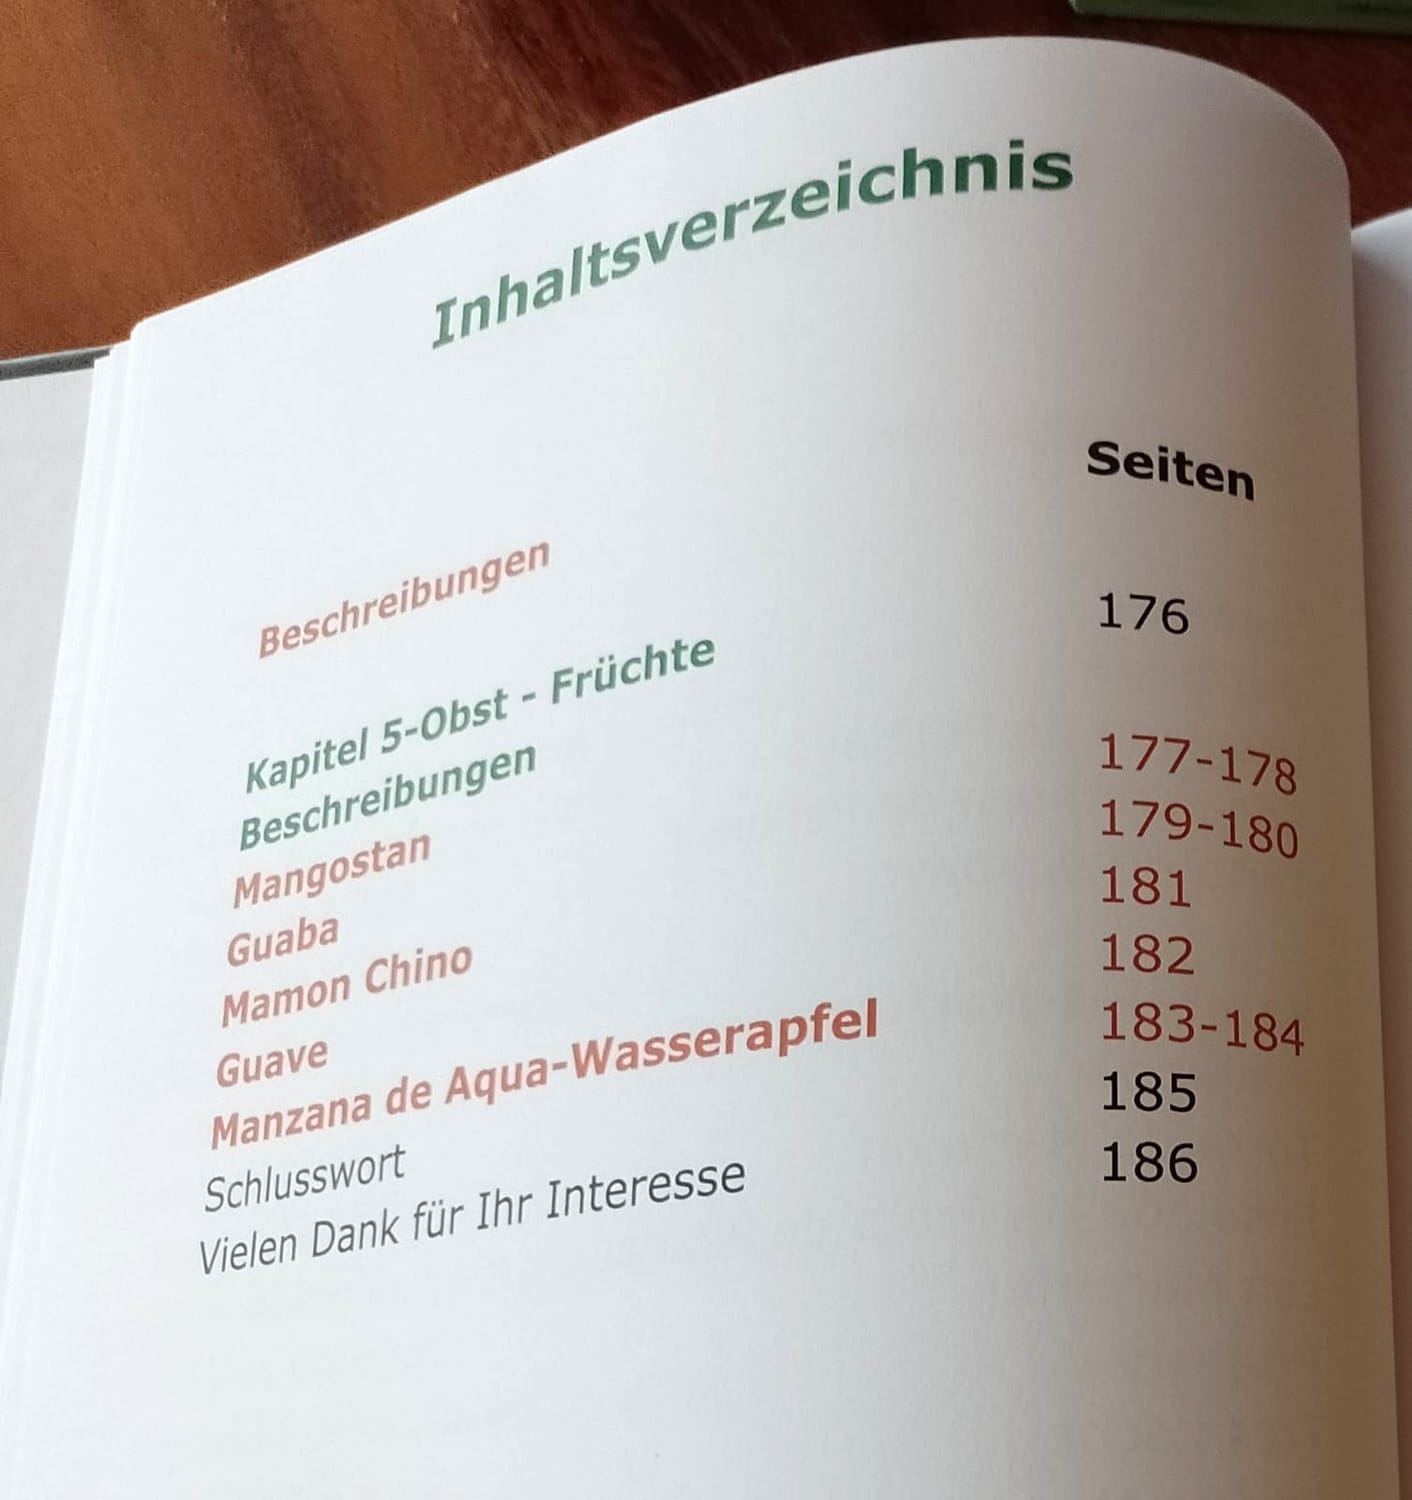 Inhaltsverzeichnis
Beschreibungen Seiten
Kapitel 5-Obst - Früchte 176
Beschreibungen
Mangostan 177-178
Guaba 179-180
Mamon Chino 181
Guave 182
Manzana de Aqua-Wasserapfel 183-184
Schlusswort 185
Vielen Dank für Ihr Interesse 186